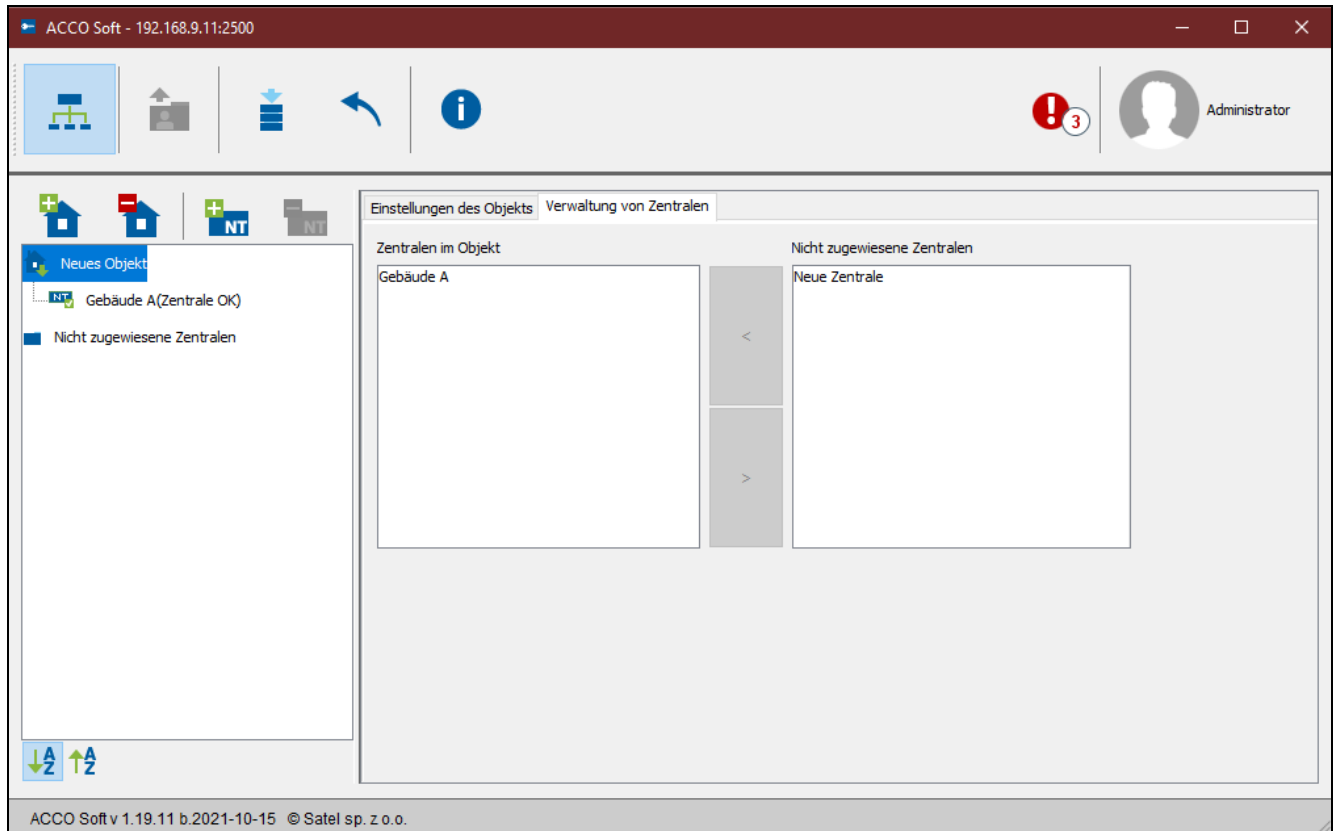 ACCO Soft - 192.168.9.11:2500
3
Administrator
NT
NT
Einstellungen des Objekts
Verwaltung von Zentralen
Neues Objekt
NT
Gebäude A(Zentrale OK)
Nicht zugewiesene Zentralen
Zentralen im Objekt
Nicht zugewiesene Zentralen
Gebäude A
Neue Zentrale
<
>
A
Z
A
Z
ACCO Soft v 1.19.11 b.2021-10-15 © Satel sp. z o.o.